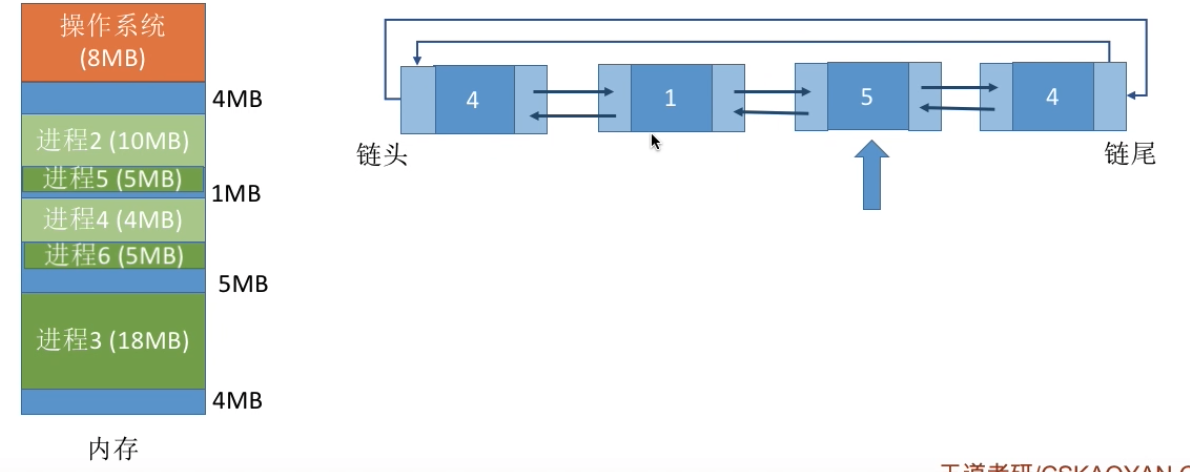 操作系统
(8MB)
4MB
进程2 (10MB)
进程5 (5MB)
1MB
进程4 (4MB)
进程6 (5MB)
5MB
进程3 (18MB)
4MB
内存
4
1
5
4
链头
链尾
王道考研/CSKAOYAN.C